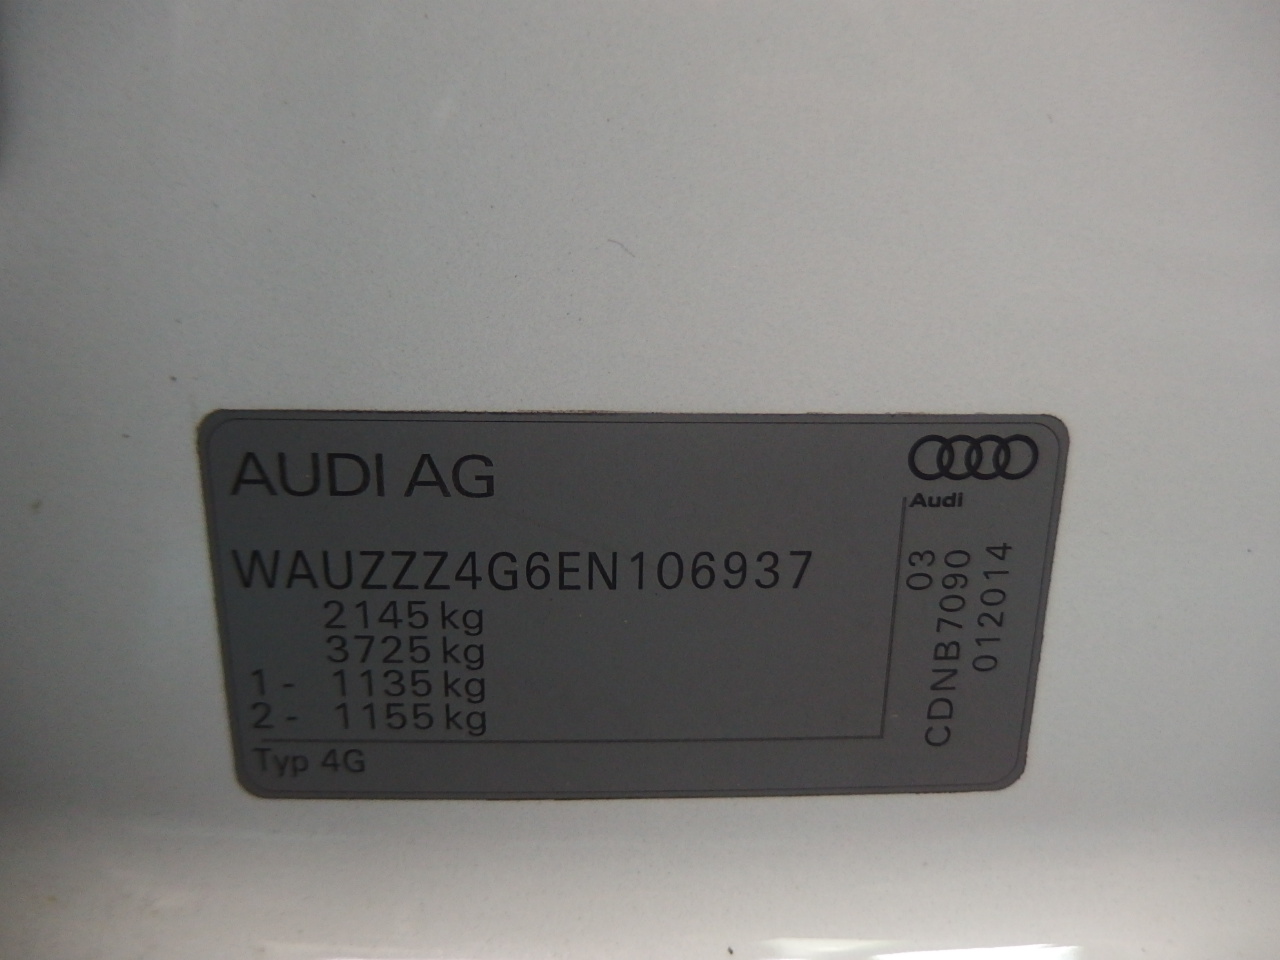 AUDI AG
Audi
WAUZZZ4G6EN106937
2145 kg
3725 kg
1 - 1135 kg
2 - 1155 kg
Typ 4G
03
CDNB7090
012014